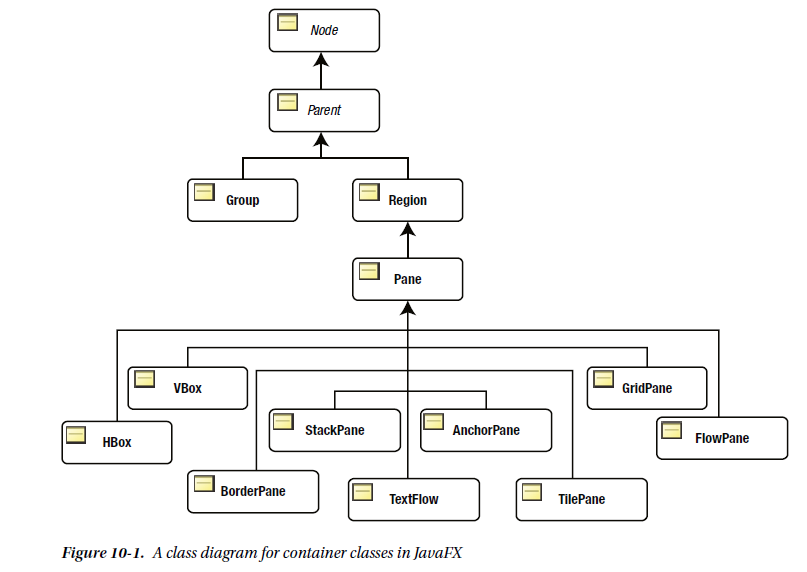 Node
Parent
Group
Region
Pane
VBox
GridPane
HBox
StackPane
AnchorPane
FlowPane
BorderPane
TextFlow
TilePane
Figure 10-1. A class diagram for container classes in JavaFX